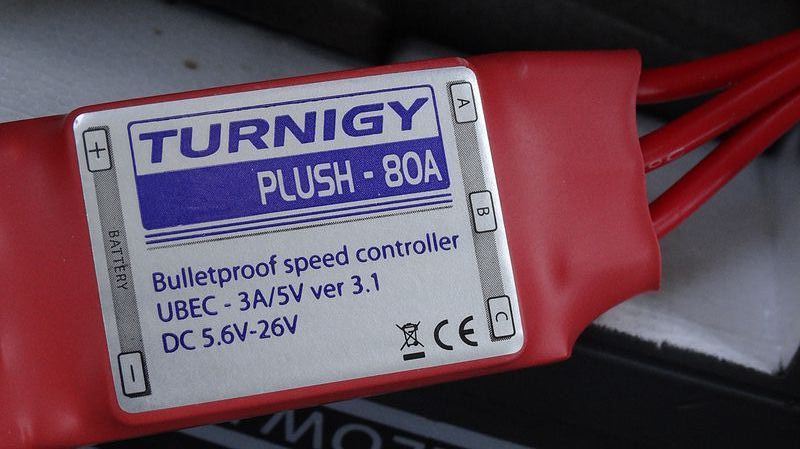 TURNIGY
PLUSH - 80A
Bulletproof speed controller
UBEC - 3A/5V ver 3.1
DC 5.6V-26V
+
BATTERY
-
A
B
C
CE